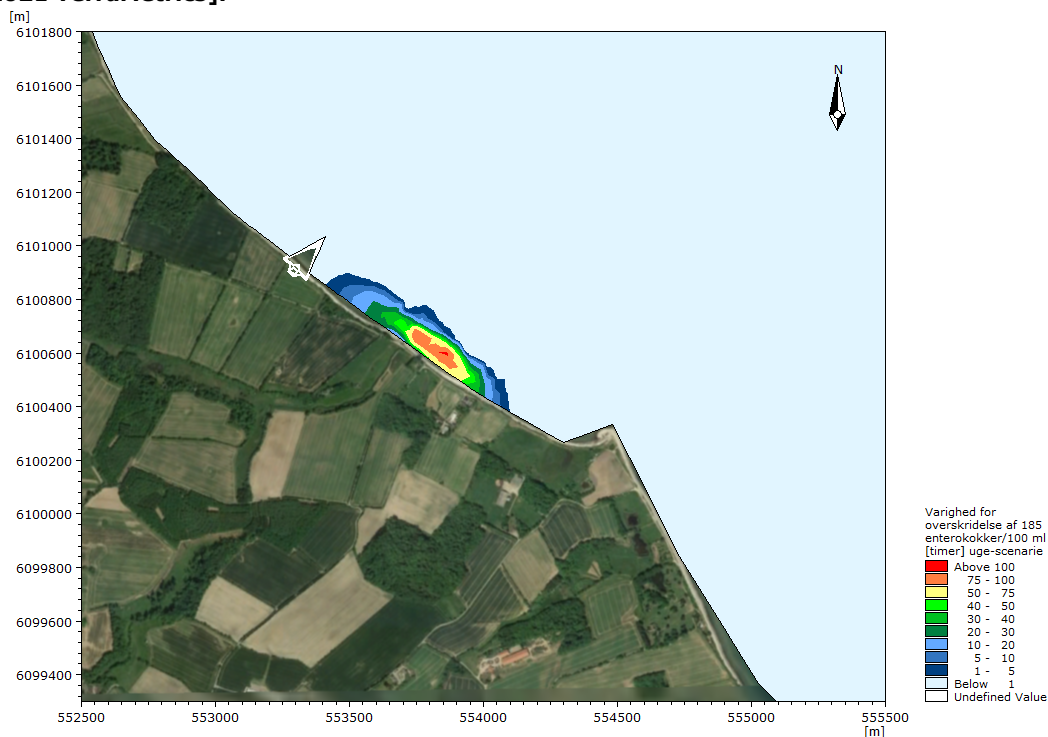 [m]
6101800
6101600
6101400
6101200
6101000
6100800
6100600
6100400
6100200
6100000
6099800
6099600
6099400
552500 553000 553500 554000 554500 555000 555500
[m]
N
Varighed for
overskridelse af 185
enterokokker/100 ml
[timer] uge-scenarie
Above 100
75 - 100
50 - 75
40 - 50
30 - 40
20 - 30
10 - 20
5 - 10
1 - 5
Below 1
Undefined Value